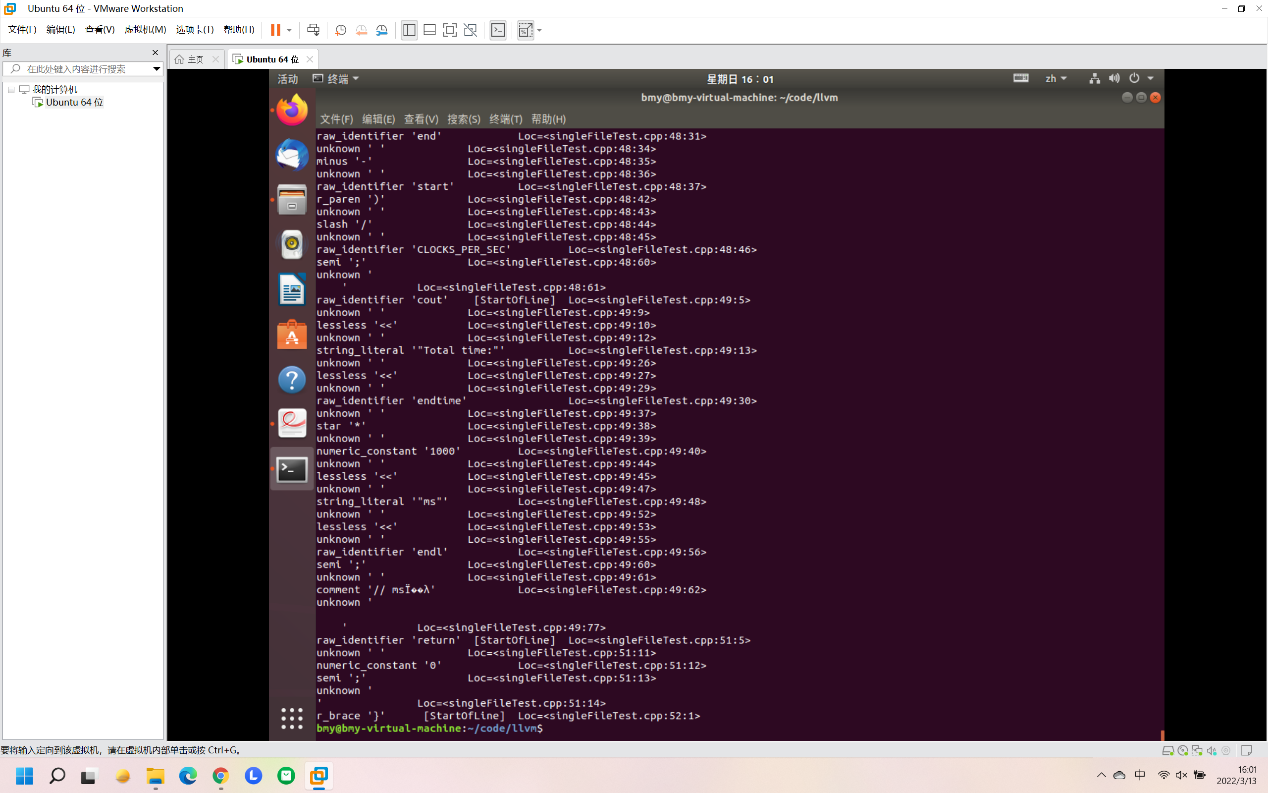 Ubuntu 64 位 - VMware Workstation
文件(F) 编辑(E) 查看(V) 虚拟机(M) 选项卡(T) 帮助(H)
库
在此处键入内容进行搜索
我的计算机
Ubuntu 64 位
主页
Ubuntu 64 位
活动 终端 星期日 16：01 zh
bmy@bmy-virtual-machine: ~/code/llvm
文件(F) 编辑(E) 查看(V) 搜索(S) 终端(T) 帮助(H)
raw_identifier 'end' Loc=<singleFileTest.cpp:48:31>
unknown ' ' Loc=<singleFileTest.cpp:48:34>
minus '-' Loc=<singleFileTest.cpp:48:35>
unknown ' ' Loc=<singleFileTest.cpp:48:36>
raw_identifier 'start' Loc=<singleFileTest.cpp:48:37>
r_paren ')' Loc=<singleFileTest.cpp:48:42>
unknown ' ' Loc=<singleFileTest.cpp:48:43>
slash '/' Loc=<singleFileTest.cpp:48:44>
unknown ' ' Loc=<singleFileTest.cpp:48:45>
raw_identifier 'CLOCKS_PER_SEC' Loc=<singleFileTest.cpp:48:46>
semi ';' Loc=<singleFileTest.cpp:48:60>
unknown '
' Loc=<singleFileTest.cpp:48:61>
raw_identifier 'cout' [StartOfLine] Loc=<singleFileTest.cpp:49:5>
unknown ' ' Loc=<singleFileTest.cpp:49:9>
lessless '<<' Loc=<singleFileTest.cpp:49:10>
unknown ' ' Loc=<singleFileTest.cpp:49:12>
string_literal '"Total time:"' Loc=<singleFileTest.cpp:49:13>
unknown ' ' Loc=<singleFileTest.cpp:49:26>
lessless '<<' Loc=<singleFileTest.cpp:49:27>
unknown ' ' Loc=<singleFileTest.cpp:49:29>
raw_identifier 'endtime' Loc=<singleFileTest.cpp:49:30>
unknown ' ' Loc=<singleFileTest.cpp:49:37>
star '*' Loc=<singleFileTest.cpp:49:38>
unknown ' ' Loc=<singleFileTest.cpp:49:39>
numeric_constant '1000' Loc=<singleFileTest.cpp:49:40>
unknown ' ' Loc=<singleFileTest.cpp:49:44>
lessless '<<' Loc=<singleFileTest.cpp:49:45>
unknown ' ' Loc=<singleFileTest.cpp:49:47>
string_literal '"ms"' Loc=<singleFileTest.cpp:49:48>
unknown ' ' Loc=<singleFileTest.cpp:49:52>
lessless '<<' Loc=<singleFileTest.cpp:49:53>
unknown ' ' Loc=<singleFileTest.cpp:49:55>
raw_identifier 'endl' Loc=<singleFileTest.cpp:49:56>
semi ';' Loc=<singleFileTest.cpp:49:60>
unknown ' ' Loc=<singleFileTest.cpp:49:61>
comment '// msΪ��λ' Loc=<singleFileTest.cpp:49:62>
unknown '
' Loc=<singleFileTest.cpp:49:77>
raw_identifier 'return' [StartOfLine] Loc=<singleFileTest.cpp:51:5>
unknown ' ' Loc=<singleFileTest.cpp:51:11>
numeric_constant '0' Loc=<singleFileTest.cpp:51:12>
semi ';' Loc=<singleFileTest.cpp:51:13>
unknown '
' Loc=<singleFileTest.cpp:51:14>
r_brace '}' [StartOfLine] Loc=<singleFileTest.cpp:52:1>
bmy@bmy-virtual-machine:~/code/llvm$
要将输入定向到该虚拟机，请在虚拟机内部单击或按 Ctrl+G。
中
16:01
2022/3/13